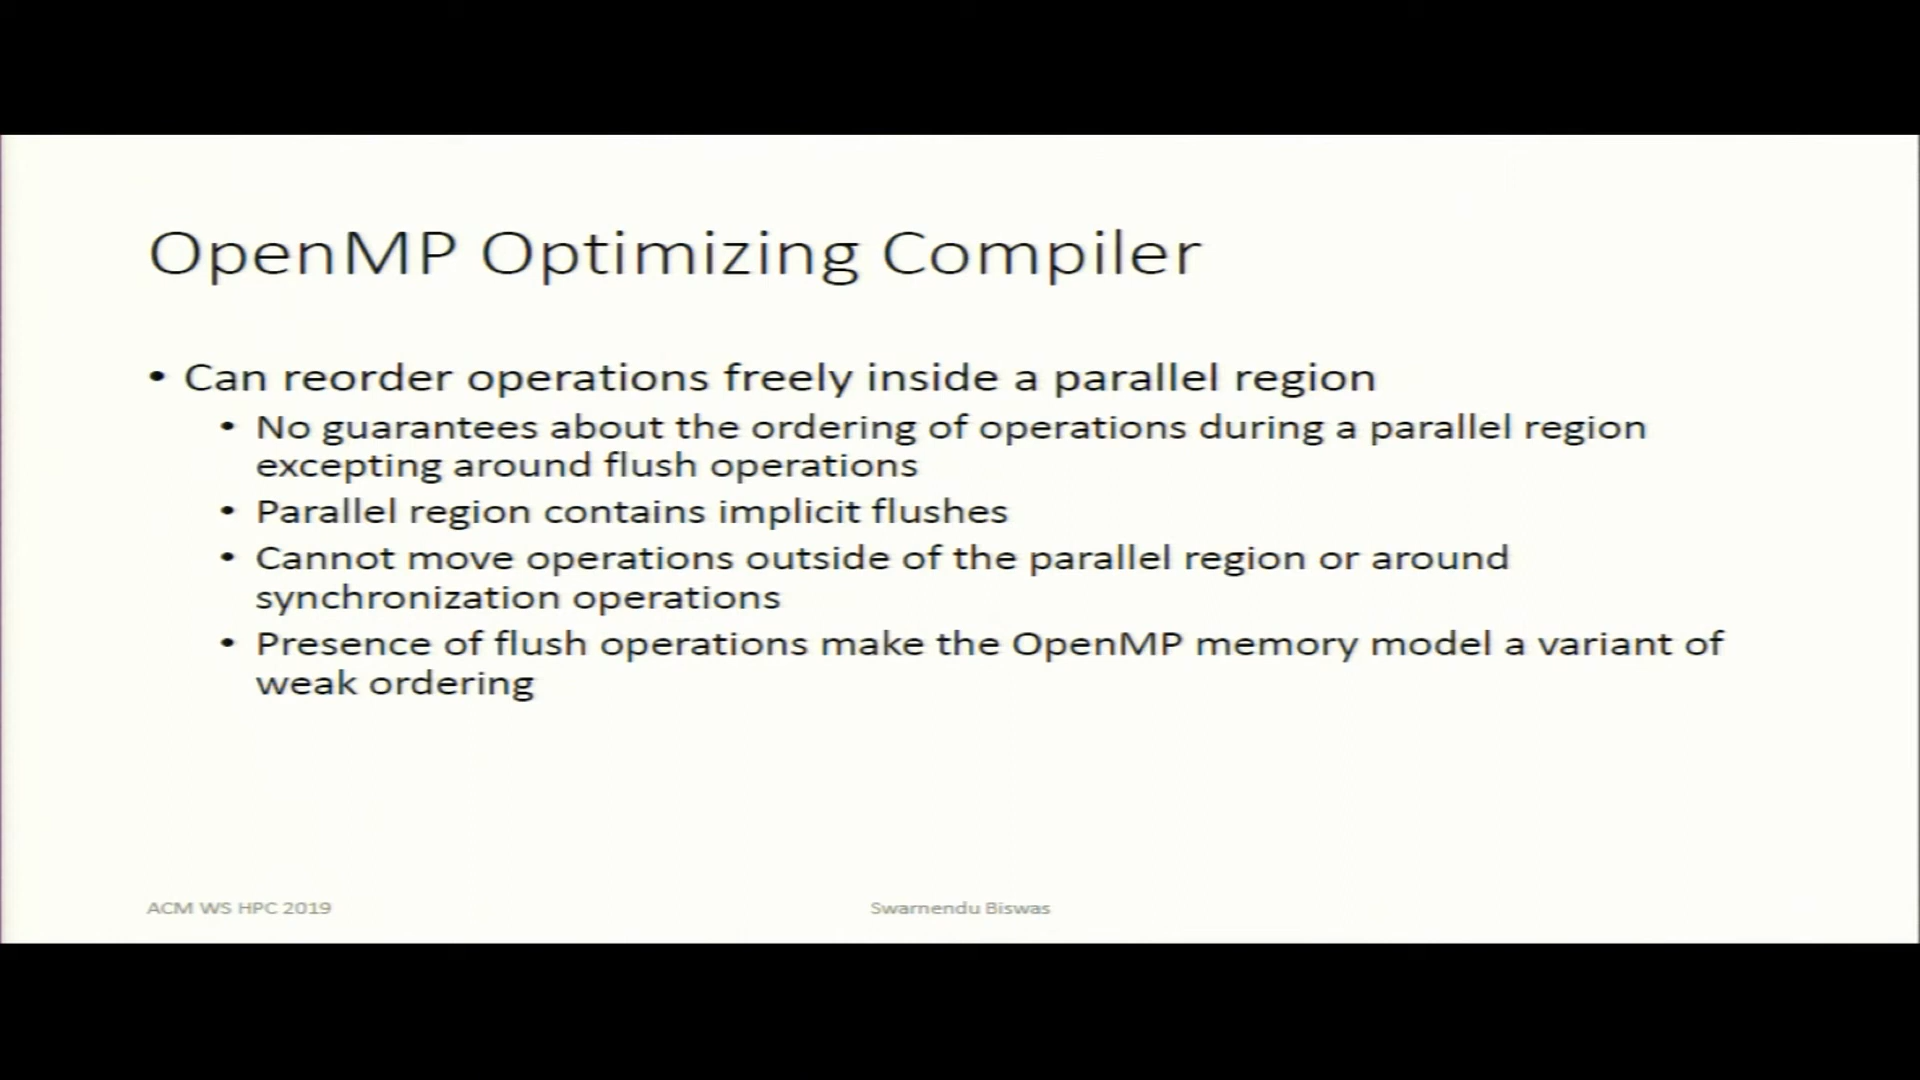 OpenMP Optimizing Compiler
• Can reorder operations freely inside a parallel region
• No guarantees about the ordering of operations during a parallel region
excepting around flush operations
• Parallel region contains implicit flushes
• Cannot move operations outside of the parallel region or around
synchronization operations
• Presence of flush operations make the OpenMP memory model a variant of
weak ordering
ACM WS HPC 2019
Swarnendu Biswas